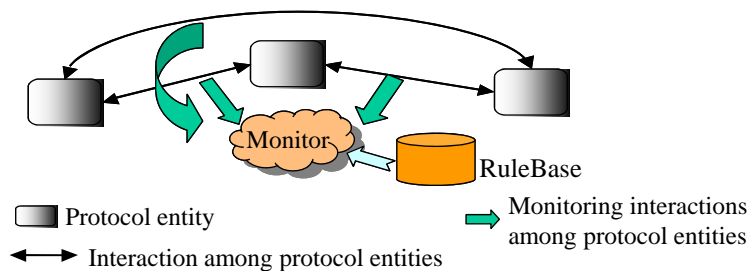 Monitor
RuleBase
Protocol entity
Monitoring interactions
among protocol entities
Interaction among protocol entities